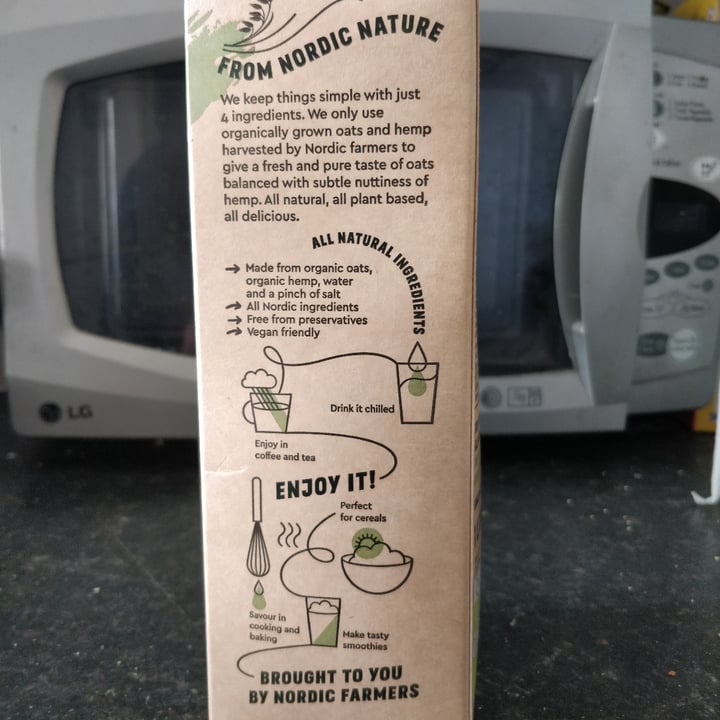 FROM NORDIC NATURE
We keep things simple with just
4 ingredients. We only use
organically grown oats and hemp
harvested by Nordic farmers to
give a fresh and pure taste of oats
balanced with subtle nuttiness of
hemp. All natural, all plant based,
all delicious.
ALL NATURAL INGREDIENTS
Made from organic oats,
organic hemp, water
and a pinch of salt
All Nordic ingredients
Free from preservatives
Vegan friendly
Drink it chilled
Enjoy in
coffee and tea
ENJOY IT!
Perfect
for cereals
Savour in
cooking and
baking
Make tasty
smoothies
BROUGHT TO YOU
BY NORDIC FARMERS
LG